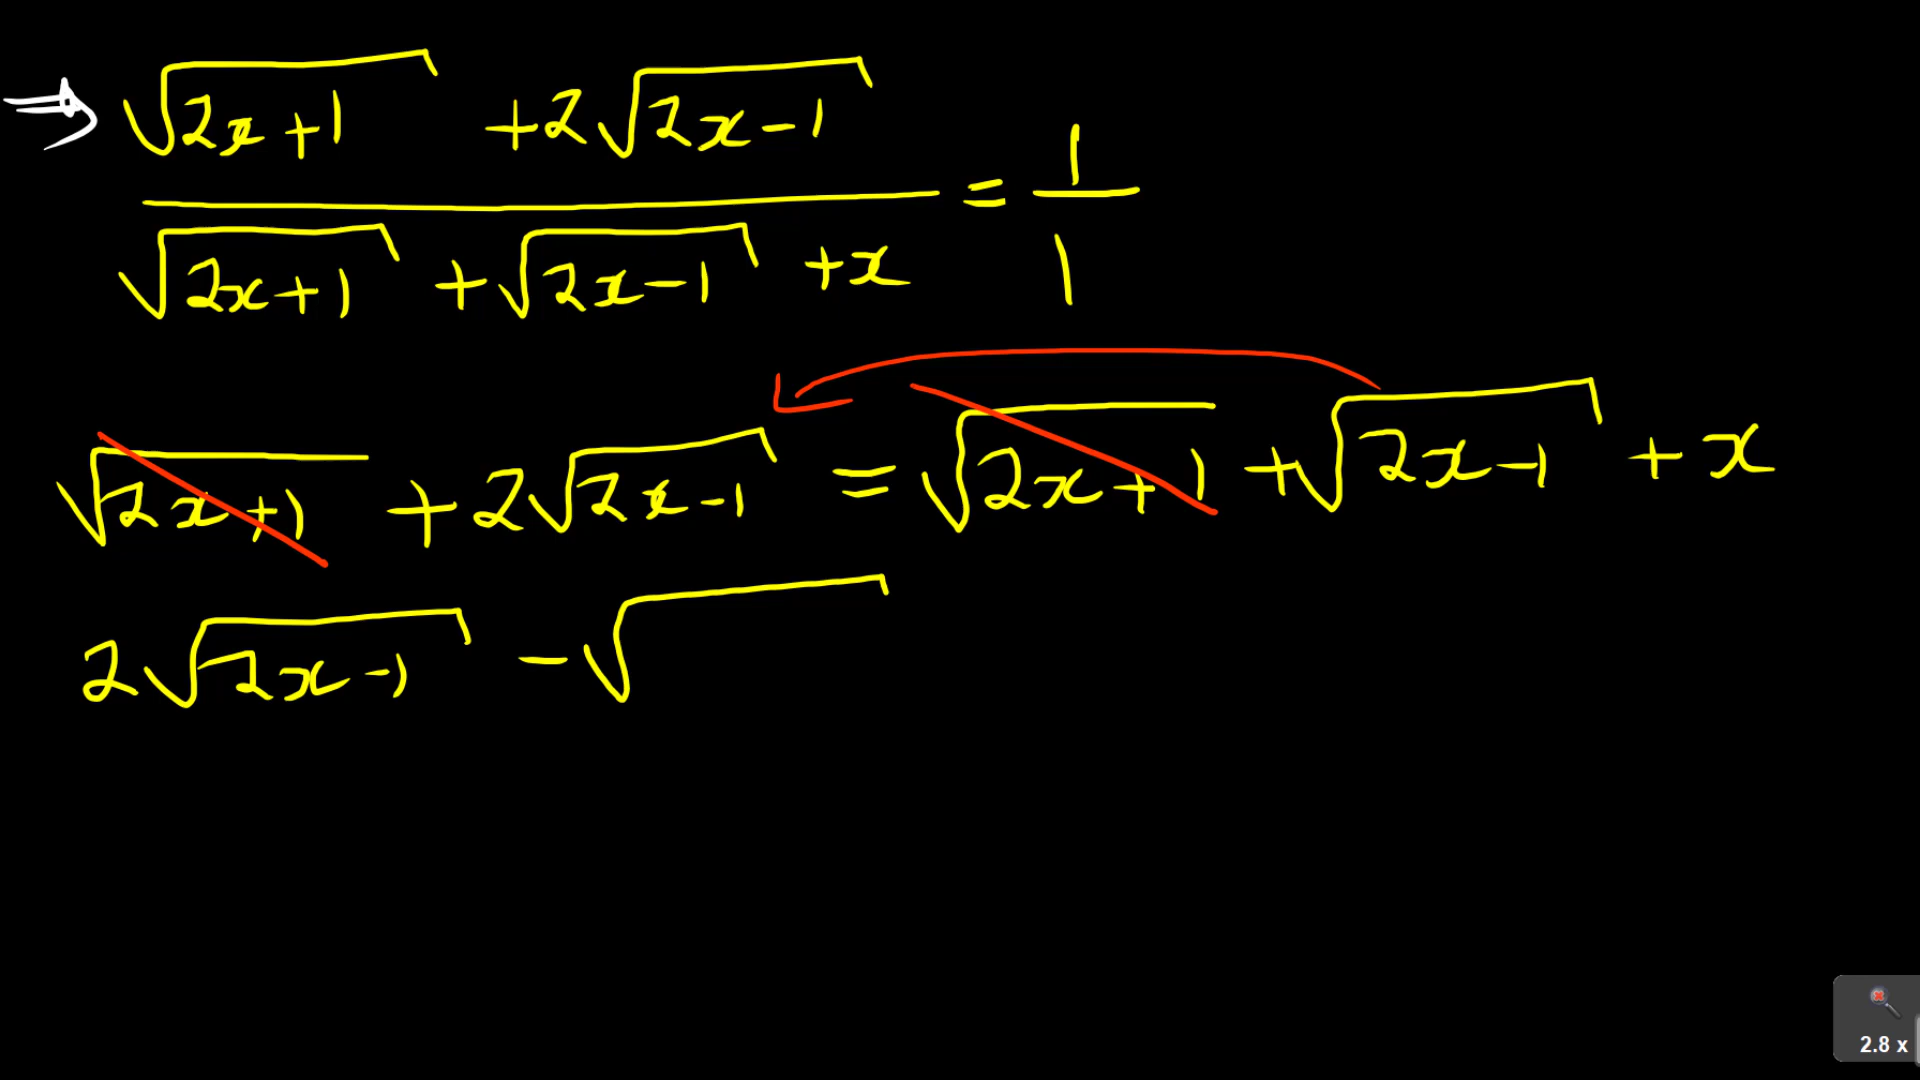 ⇒ √(2x+1) + 2√(2x-1) / √(2x+1) + √(2x-1) + x = 1/1
√(2x+1) + 2√(2x-1) = √(2x+1) + √(2x-1) + x
2√(2x-1) - √
2.8 x